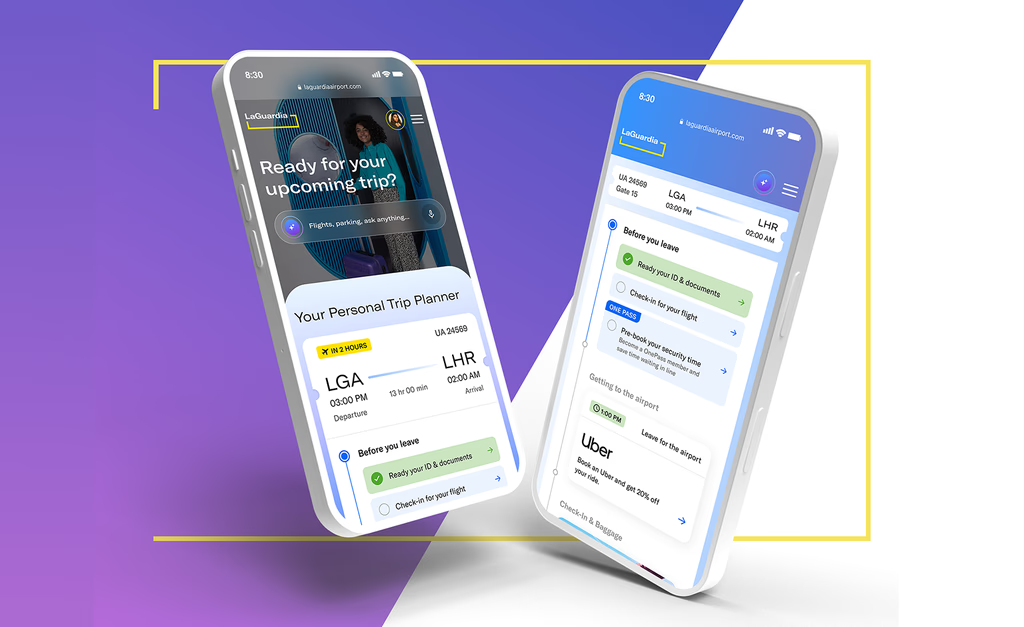 8:30
laguardiaairport.com
LaGuardia
Ready for your
upcoming trip?
Flights, parking, ask anything...
Your Personal Trip Planner
IN 2 HOURS
UA 24569
LGA
LHR
03:00 PM
13 hr 00 min
02:00 AM
Departure
Arrival
Before you leave
Ready your ID & documents
Check-in for your flight
8:30
laguardiaairport.com
LaGuardia
UA 24569
Gate 15
LGA
03:00 PM
LHR
02:00 AM
Before you leave
Ready your ID & documents
Check-in for your flight
ONE PASS
Pre-book your security time
Become a OnePass member and
save time waiting in line
Getting to the airport
1:00 PM
Leave for the airport
Uber
Book an Uber and get 20% off
your ride.
Check-In & Baggage